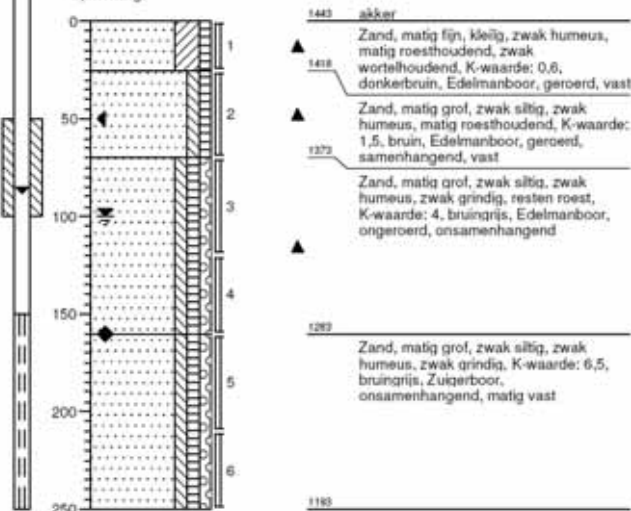 0
50
100
150
200
250
1
2
3
4
5
6
1443 akker
Zand, matig fijn, kleiig, zwak humeus,
matig roesthoudend, zwak
wortelhoudend, K-waarde: 0,6,
donkerbruin, Edelmanboor, geroerd, vast
1418
Zand, matig grof, zwak siltig, zwak
humeus, matig roesthoudend, K-waarde:
1,5, bruin, Edelmanboor, geroerd,
samenhangend, vast
1373
Zand, matig grof, zwak siltig, zwak
humeus, zwak grindig, resten roest,
K-waarde: 4, bruingrijs, Edelmanboor,
ongeroerd, onsamenhangend
1283
Zand, matig grof, zwak siltig, zwak
humeus, zwak grindig, K-waarde: 6,5,
bruingrijs, Zuigerboor,
onsamenhangend, matig vast
1193